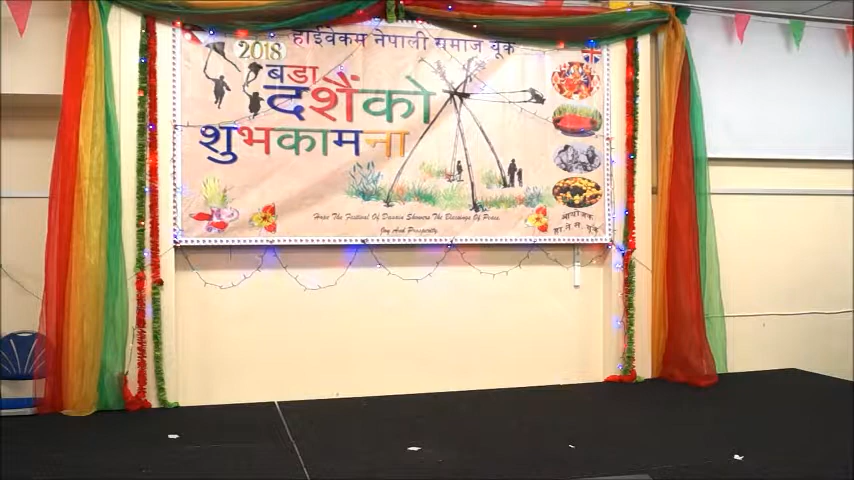 हाईवेकम नेपाली समाज यूके
2018
बडा
दशैंको
शुभकामना
Hope The Festival Of Dasain Showers The Blessings Of Peace,
Joy And Prosperity
आयोजक
हा. ने. स. यूके